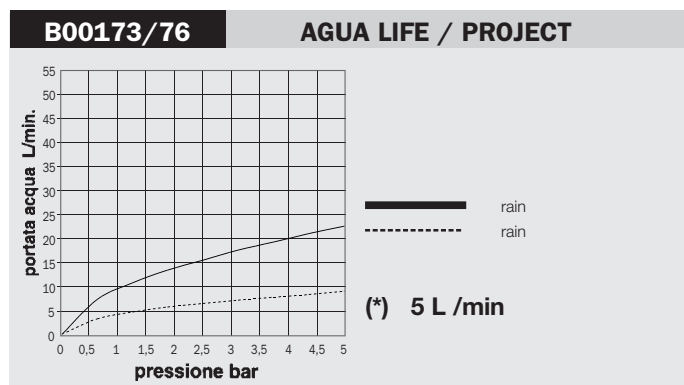 B00173/76
AGUA LIFE / PROJECT
portata acqua L/min.
55
50
45
40
35
30
25
20
15
10
5
0
0 0,5 1 1,5 2 2,5 3 3,5 4 4,5 5
pressione bar
rain
rain
(*) 5 L /min